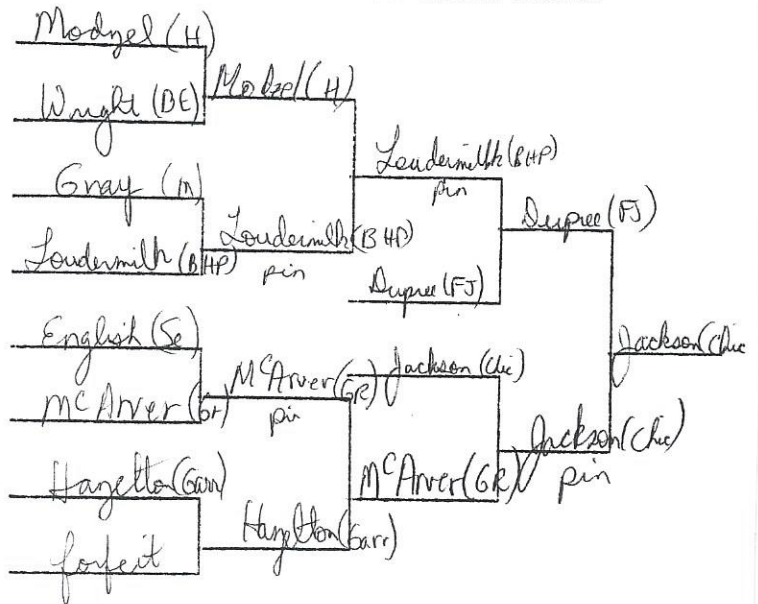 Modzel (H)
Wright (BE)
Modzel (H)
Gray (M)
Loudermilk (BHP)
Loudermilk (BHP)
pin
Loudermilk (BHP)
pin
Dupree (FJ)
Dupree (FJ)
English (Se)
McArver (Gr)
McArver (GR)
pin
Jackson (Chic)
Hazelton (Garr)
forfeit
Hazelton (Garr)
McArver (GR)
Jackson (Chic)
pin
Jackson (Chic